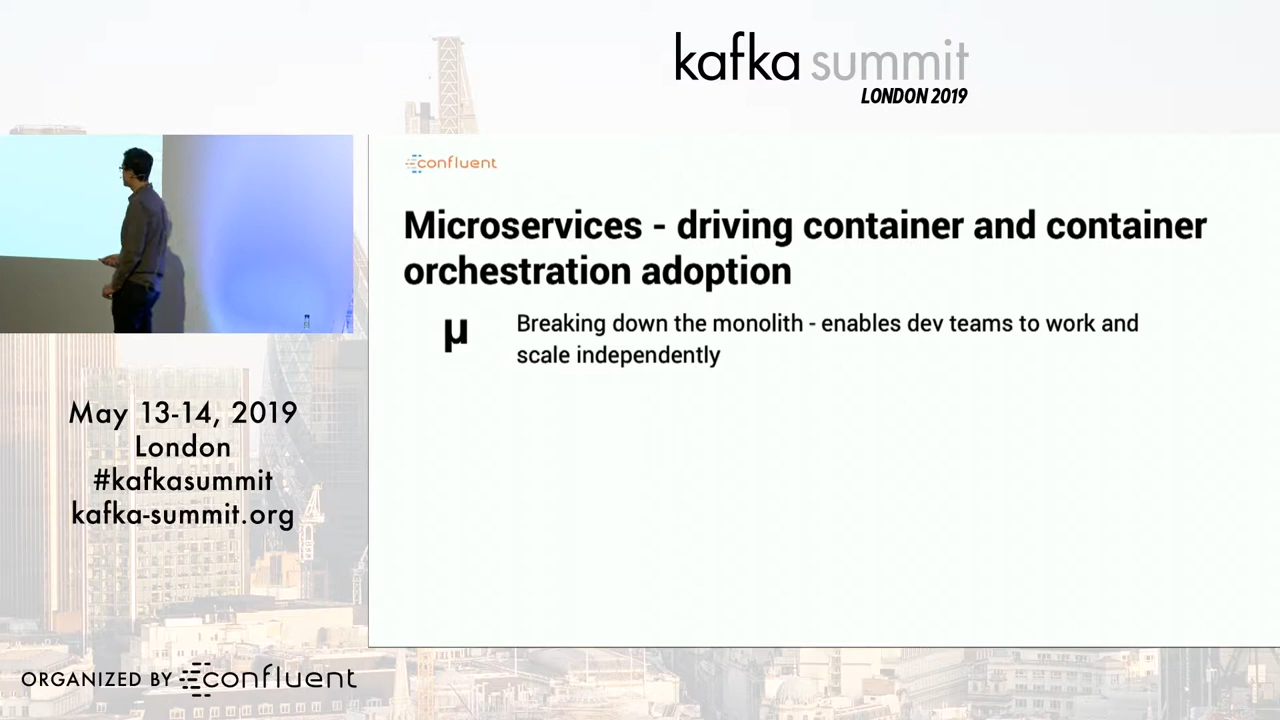 kafka summit
LONDON 2019
confluent
Microservices - driving container and container
orchestration adoption
µ
Breaking down the monolith - enables dev teams to work and
scale independently
May 13-14, 2019
London
#kafkasummit
kafka-summit.org
ORGANIZED BY confluent